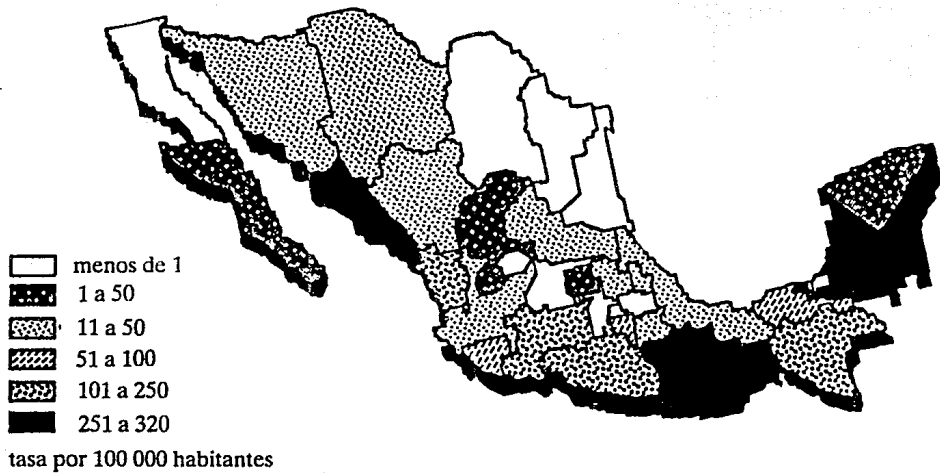 menos de 1
1 a 50
11 a 50
51 a 100
101 a 250
251 a 320
tasa por 100 000 habitantes